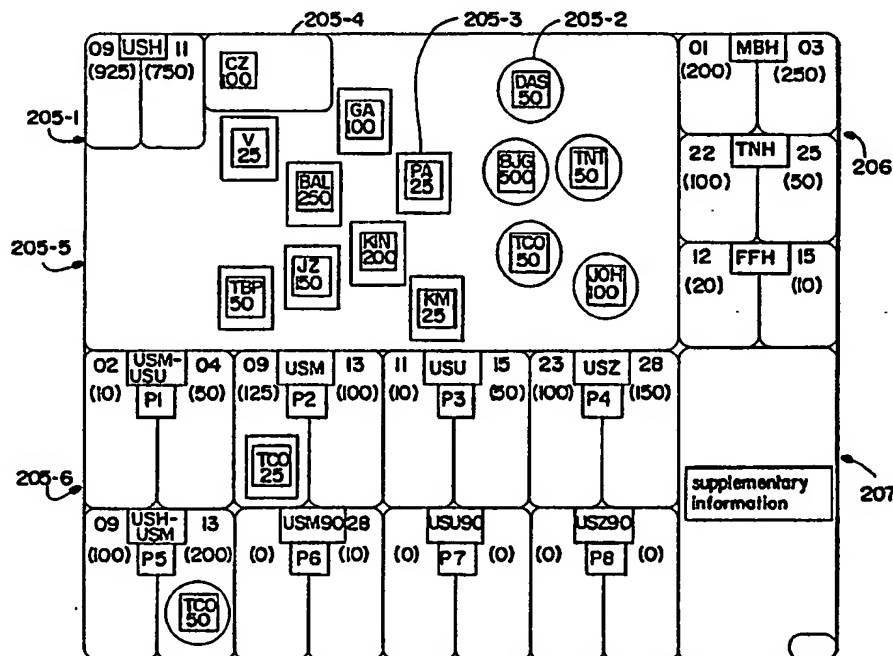 205-4
205-3
205-2
09 USH 11
(925) (750)
CZ
100
DAS
50
01 MBH 03
(200) (250)
205-1
GA
100
V
25
PA
25
BJG
500
TNT
50
22 TNH 25
(100) (50)
206
BAL
250
205-5
KIN
200
TCO
50
12 FFH 15
(20) (10)
TBP
50
JZ
150
KM
25
JOH
100
02 USM-
USU 04
(10) P1 (50)
09 USM 13
(125) P2 (100)
11 USU 15
(10) P3 (50)
23 USZ 28
(100) P4 (150)
205-6
TCO
25
supplementary
information
207
09 USH-
USM 13
(100) P5 (200)
USM90 28
(0) P6 (10)
USU90
(0) P7 (0)
USZ90
(0) P8 (0)
TCO
50